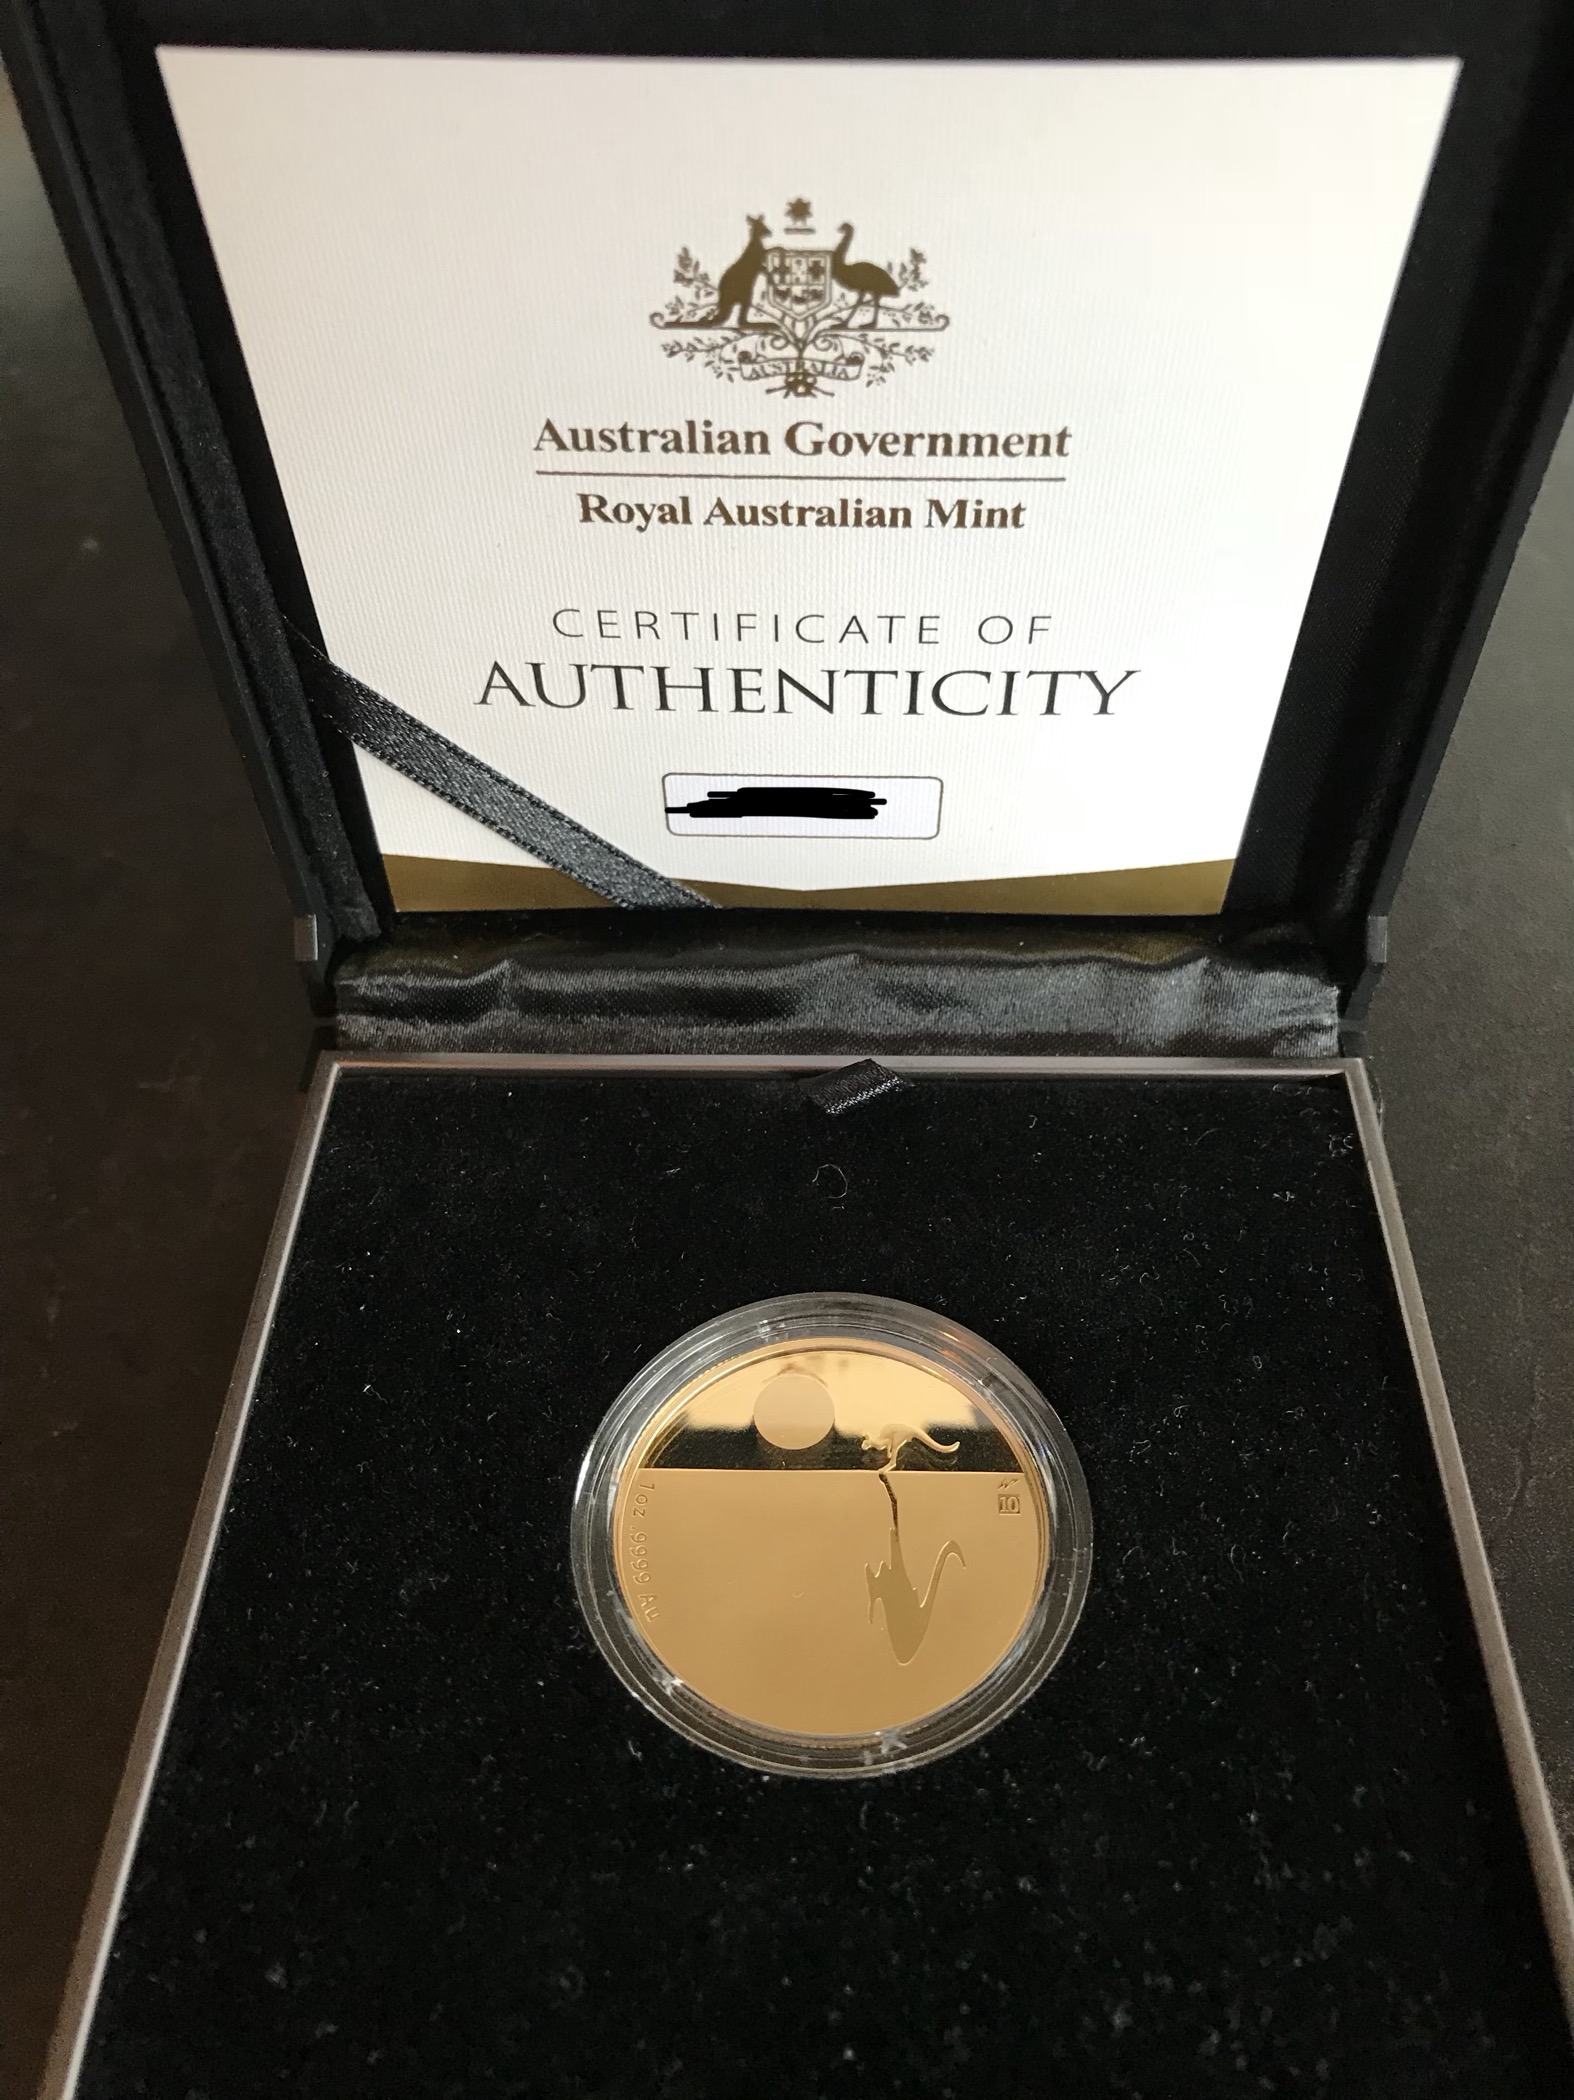 AUSTRALIA
Australian Government
Royal Australian Mint
CERTIFICATE OF
AUTHENTICITY
1oz .9999 Au
10